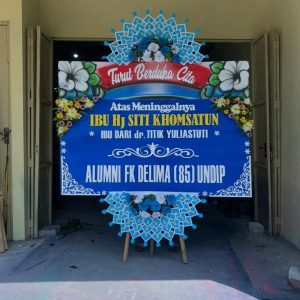 Turut Berduka Cita
Atas Meninggalnya
IBU Hj SITI KHOMSATUN
* IBU DARI dr. TITIK YULIASTUTI *
ALUMNI FK DELIMA (85) UNDIP